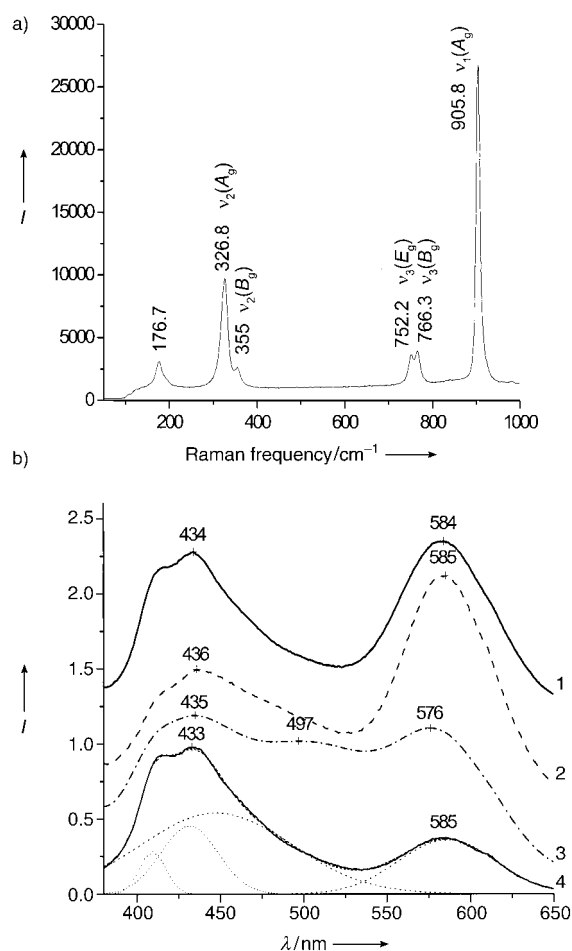 a)
30000
25000
20000
15000
10000
5000
0
I
176.7
326.8 ν2(Ag)
355 ν2(Bg)
752.2 ν3(Eg)
766.3 ν3(Bg)
905.8 ν1(Ag)
200 400 600 800 1000
Raman frequency/cm⁻¹
b)
2.5
2.0
1.5
1.0
0.5
0.0
I
434
584
585
436
435
497
576
433
585
1
2
3
4
400 450 500 550 600 650
λ/nm